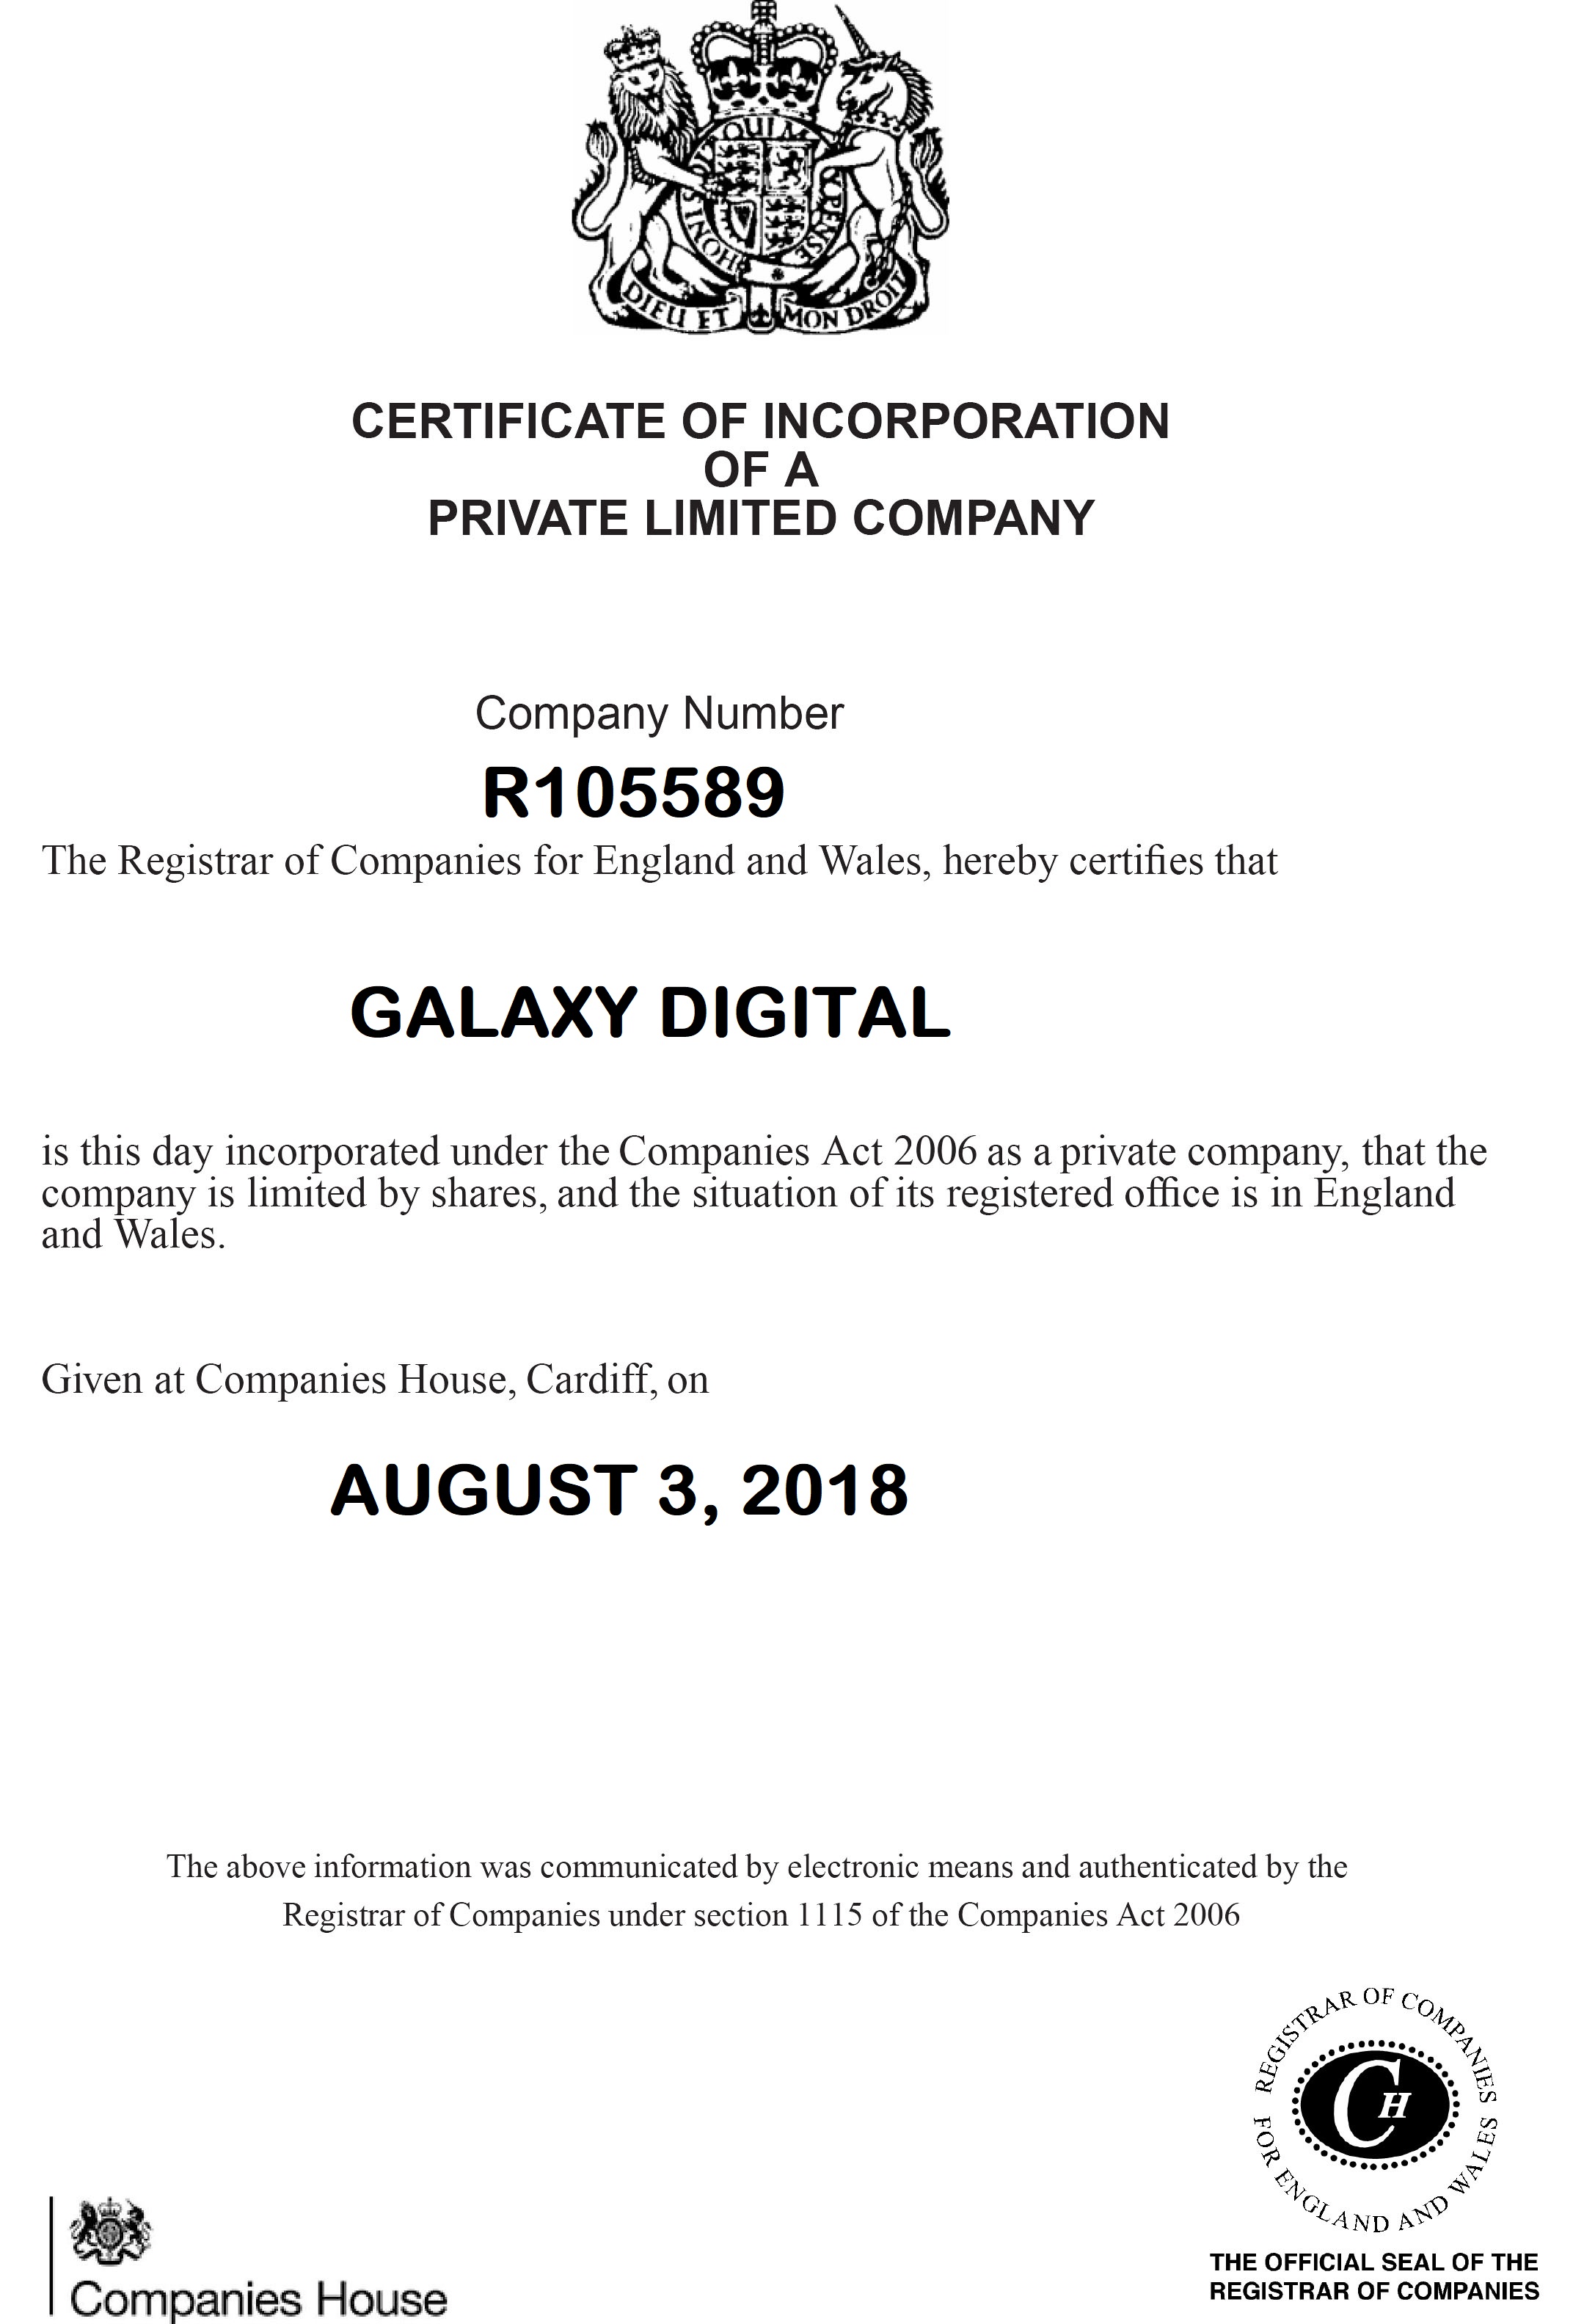 QUI M
HONI S
PENSE
DIEU ET MON DROIT
CERTIFICATE OF INCORPORATION
OF A
PRIVATE LIMITED COMPANY
Company Number
R105589
The Registrar of Companies for England and Wales, hereby certifies that
GALAXY DIGITAL
is this day incorporated under the Companies Act 2006 as a private company, that the
company is limited by shares, and the situation of its registered office is in England
and Wales.
Given at Companies House, Cardiff, on
AUGUST 3, 2018
The above information was communicated by electronic means and authenticated by the
Registrar of Companies under section 1115 of the Companies Act 2006
REGISTRAR OF COMPANIES
CH
FOR ENGLAND AND WALES
THE OFFICIAL SEAL OF THE
REGISTRAR OF COMPANIES
Companies House